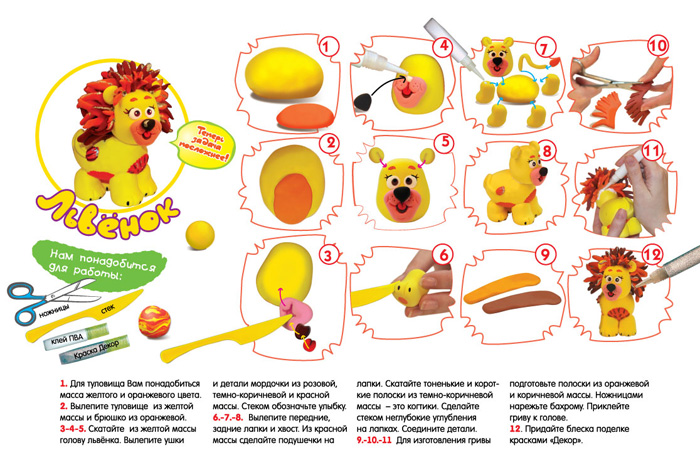 Теперь
задача
посложнее!
Львёнок
Нам понадобится
для работы:
ножницы
стек
клей ПВА
Краска Декор
1
4
7
10
2
5
8
11
3
6
9
12
1. Для туловища Вам понадобиться
масса желтого и оранжевого цвета.
2. Вылепите туловище из желтой
массы и брюшко из оранжевой.
3-4-5. Скатайте из желтой массы
голову львёнка. Вылепите ушки
и детали мордочки из розовой,
темно-коричневой и красной
массы. Стеком обозначьте улыбку.
6.-7.-8. Вылепите передние,
задние лапки и хвост. Из красной
массы сделайте подушечки на
лапки. Скатайте тоненькие и корот-
кие полоски из темно-коричневой
массы – это коготки. Сделайте
стеком неглубокие углубления
на лапках. Соедините детали.
9.-10.-11 Для изготовления гривы
подготовьте полоски из оранжевой
и коричневой массы. Ножницами
нарежьте бахрому. Приклейте
гриву к голове.
12. Придайте блеска поделке
красками «Декор».